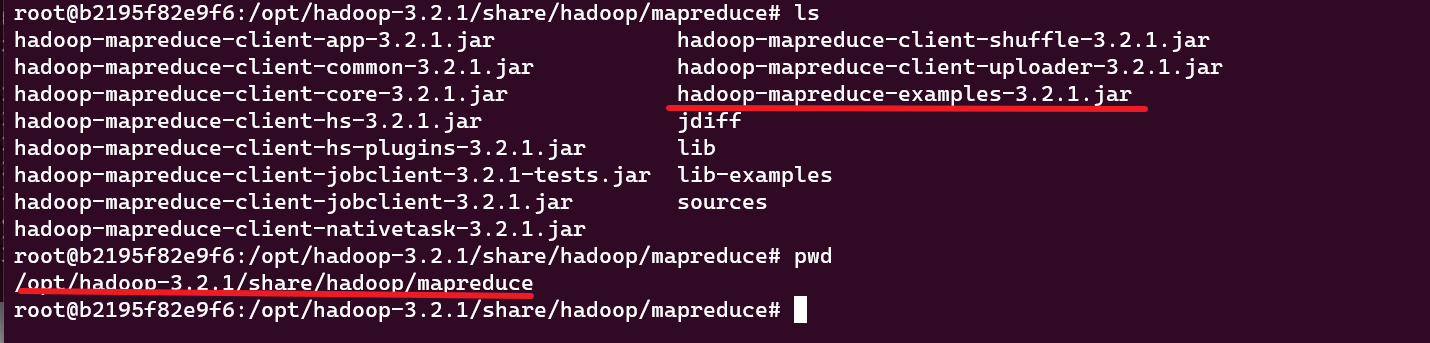 root@b2195f82e9f6:/opt/hadoop-3.2.1/share/hadoop/mapreduce# ls
hadoop-mapreduce-client-app-3.2.1.jar hadoop-mapreduce-client-shuffle-3.2.1.jar
hadoop-mapreduce-client-common-3.2.1.jar hadoop-mapreduce-client-uploader-3.2.1.jar
hadoop-mapreduce-client-core-3.2.1.jar hadoop-mapreduce-examples-3.2.1.jar
hadoop-mapreduce-client-hs-3.2.1.jar jdiff
hadoop-mapreduce-client-hs-plugins-3.2.1.jar lib
hadoop-mapreduce-client-jobclient-3.2.1-tests.jar lib-examples
hadoop-mapreduce-client-jobclient-3.2.1.jar sources
hadoop-mapreduce-client-nativetask-3.2.1.jar
root@b2195f82e9f6:/opt/hadoop-3.2.1/share/hadoop/mapreduce# pwd
/opt/hadoop-3.2.1/share/hadoop/mapreduce
root@b2195f82e9f6:/opt/hadoop-3.2.1/share/hadoop/mapreduce#